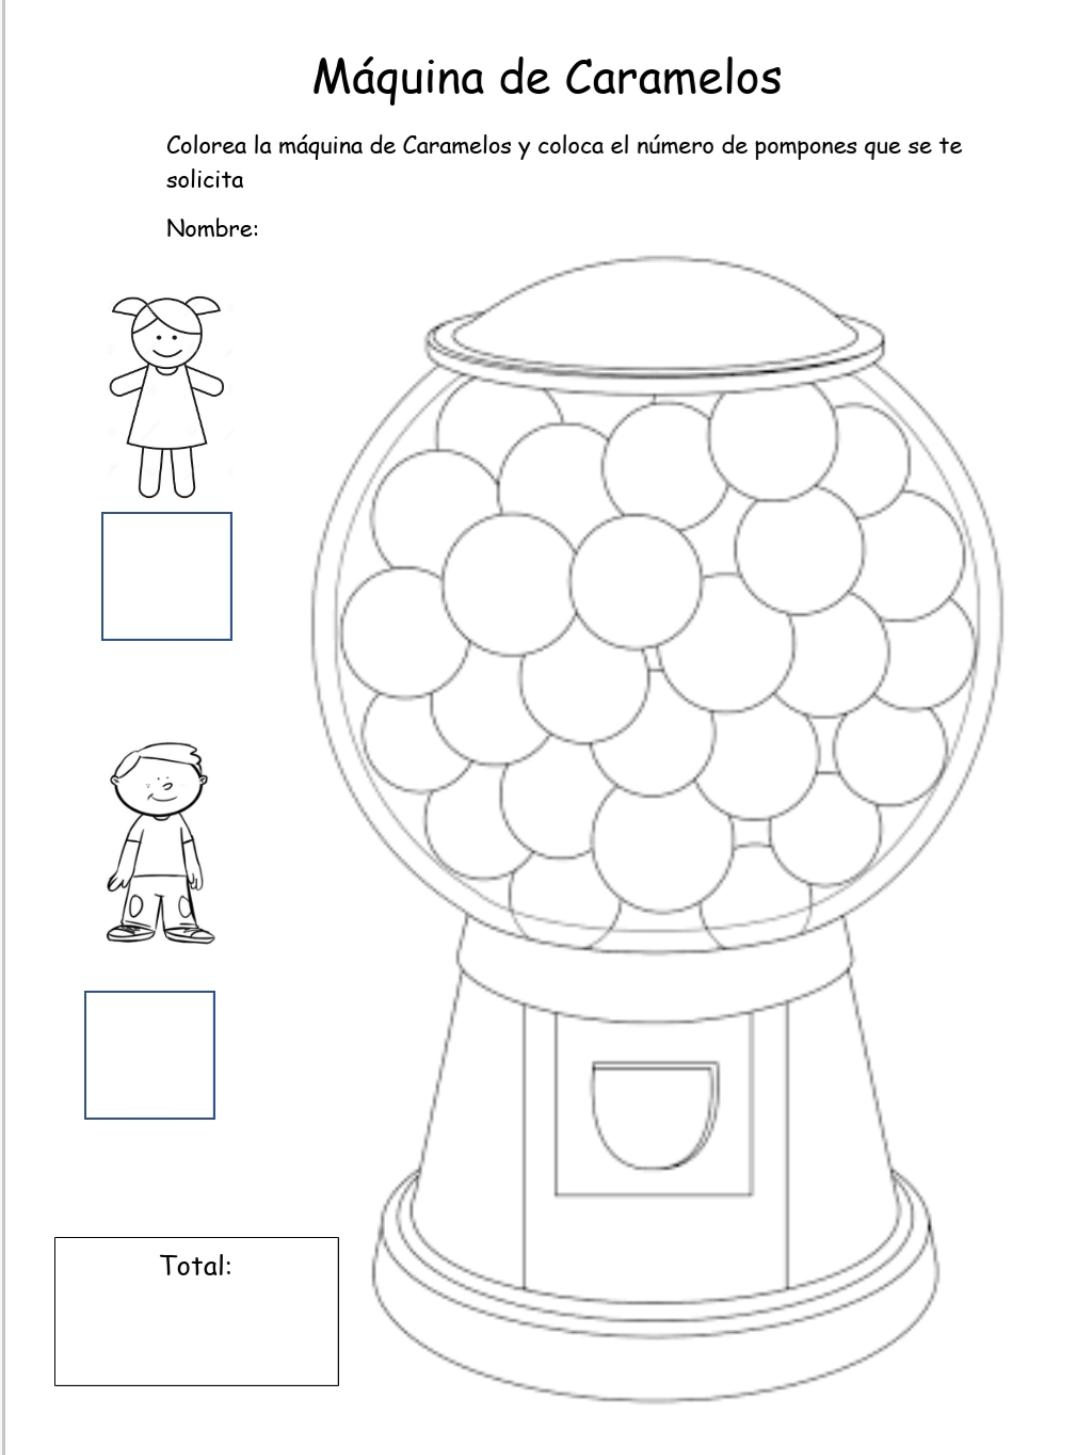 Máquina de Caramelos
Colorea la máquina de Caramelos y coloca el número de pompones que se te
solicita
Nombre:
Total: